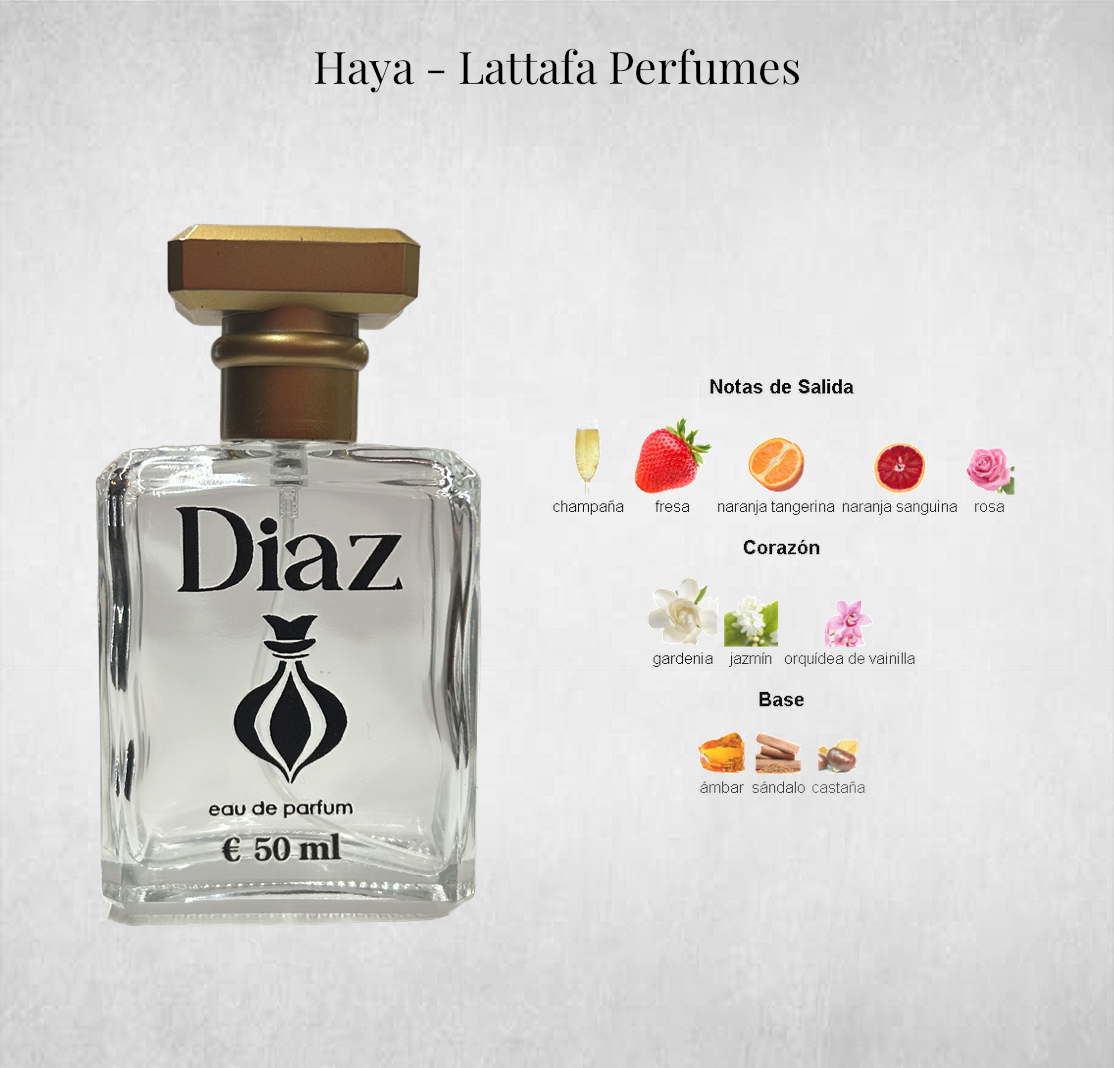 Haya - Lattafa Perfumes
Diaz
eau de parfum
€ 50 ml
Notas de Salida
champaña fresa naranja tangerina naranja sanguina rosa
Corazón
gardenia jazmín orquídea de vainilla
Base
ámbar sándalo castaña